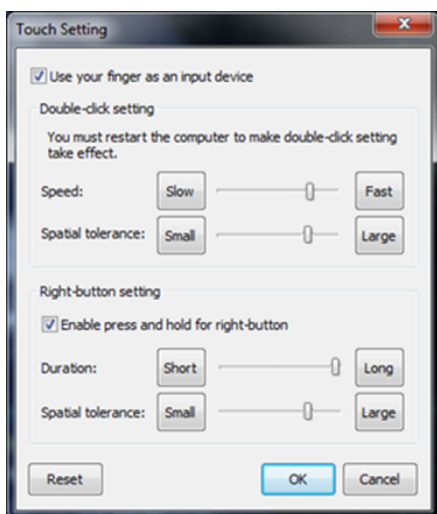 Touch Setting
Use your finger as an input device
Double-click setting
You must restart the computer to make double-click setting
take effect.
Speed: Slow Fast
Spatial tolerance: Small Large
Right-button setting
Enable press and hold for right-button
Duration: Short Long
Spatial tolerance: Small Large
Reset OK Cancel